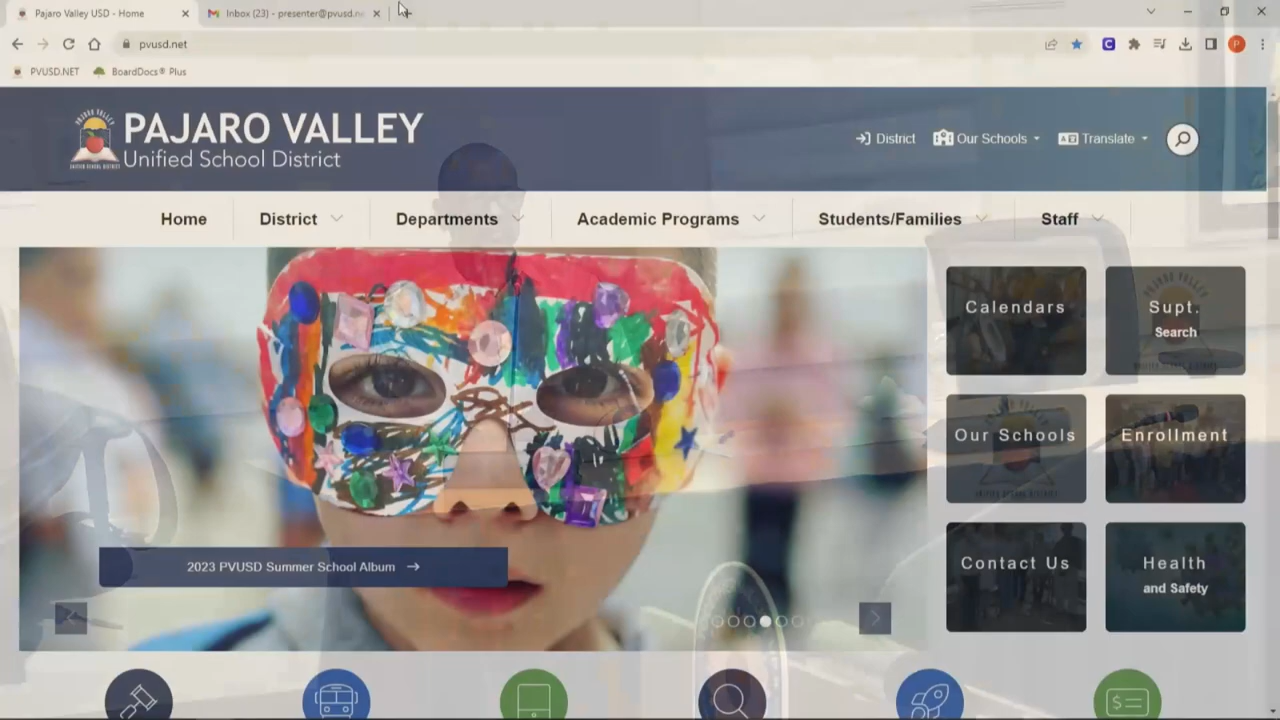 Pajaro Valley USD - Home
Inbox (23) - presenter@pvusd.ne
pvusd.net
P
PVUSD.NET
BoardDocs® Plus
PAJARO VALLEY
Unified School District
District
Our Schools
Translate
Home
District
Departments
Academic Programs
Students/Families
Staff
Calendars
Supt.
Search
Our Schools
Enrollment
Contact Us
Health
and Safety
2023 PVUSD Summer School Album